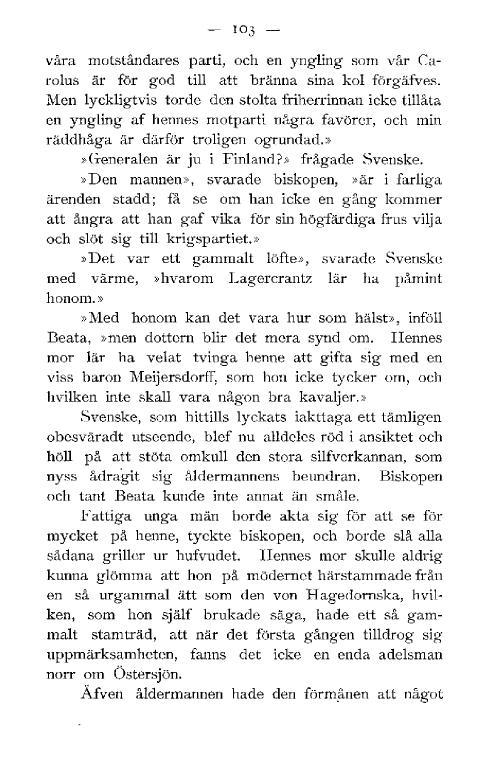 — 103 —
våra motståndares parti, och en yngling som vår Ca-
rolus är för god till att bränna sina kol förgäfves.
Men lyckligtvis torde den stolta friherrinnan icke tillåta
en yngling af hennes motparti några favörer, och min
räddhåga är därför troligen ogrundad.»
»Generalen är ju i Finland?» frågade Svenske.
»Den mannen», svarade biskopen, »är i farliga
ärenden stadd; få se om han icke en gång kommer
att ångra att han gaf vika för sin högfärdiga frus vilja
och slöt sig till krigspartiet.»
»Det var ett gammalt löfte», svarade Svenske
med värme, »hvarom Lagercrantz lär ha påmint
honom.»
»Med honom kan det vara hur som hälst», inföll
Beata, »men dottern blir det mera synd om. Hennes
mor lär ha velat tvinga henne att gifta sig med en
viss baron Meijersdorff, som hon icke tycker om, och
hvilken inte skall vara någon bra kavaljer.»
Svenske, som hittills lyckats iakttaga ett tämligen
obesväradt utseende, blef nu alldeles röd i ansiktet och
höll på att stöta omkull den stora silfverkannan, som
nyss ådragit sig åldermannens beundran. Biskopen
och tant Beata kunde inte annat än småle.
Fattiga unga män borde akta sig för att se för
mycket på henne, tyckte biskopen, och borde slå alla
sådana griller ur hufvudet. Hennes mor skulle aldrig
kunna glömma att hon på mödernet härstammade från
en så urgammal ätt som den von Hagedornska, hvil-
ken, som hon själf brukade säga, hade ett så gam-
malt stamträd, att när det första gången tilldrog sig
uppmärksamheten, fanns det icke en enda adelsman
norr om Östersjön.
Äfven åldermannen hade den förmånen att något